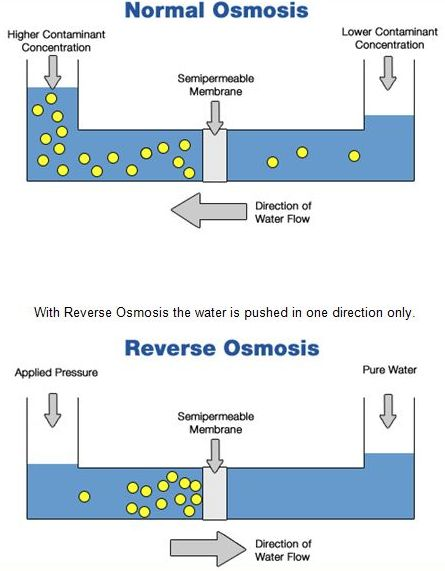 Normal Osmosis
Higher Contaminant
Concentration
Lower Contaminant
Concentration
Semipermeable
Membrane
Direction of
Water Flow
With Reverse Osmosis the water is pushed in one direction only.
Reverse Osmosis
Applied Pressure
Pure Water
Semipermeable
Membrane
Direction of
Water Flow